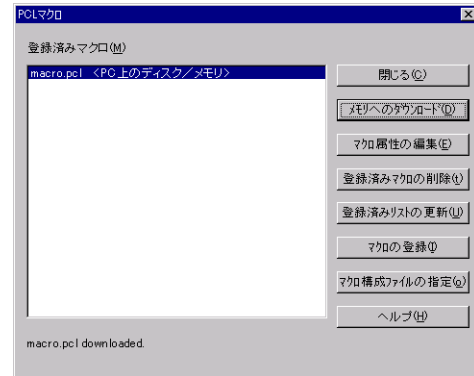 PCLマクロ
登録済みマクロ(M)
macro.pcl <PC上のディスク/メモリ>
閉じる(C)
メモリへのダウンロード(D)
マクロ属性の編集(E)
登録済みマクロの削除(t)
登録済みリストの更新(U)
マクロの登録(I)
マクロ構成ファイルの指定(o)
ヘルプ(H)
macro.pcl downloaded.